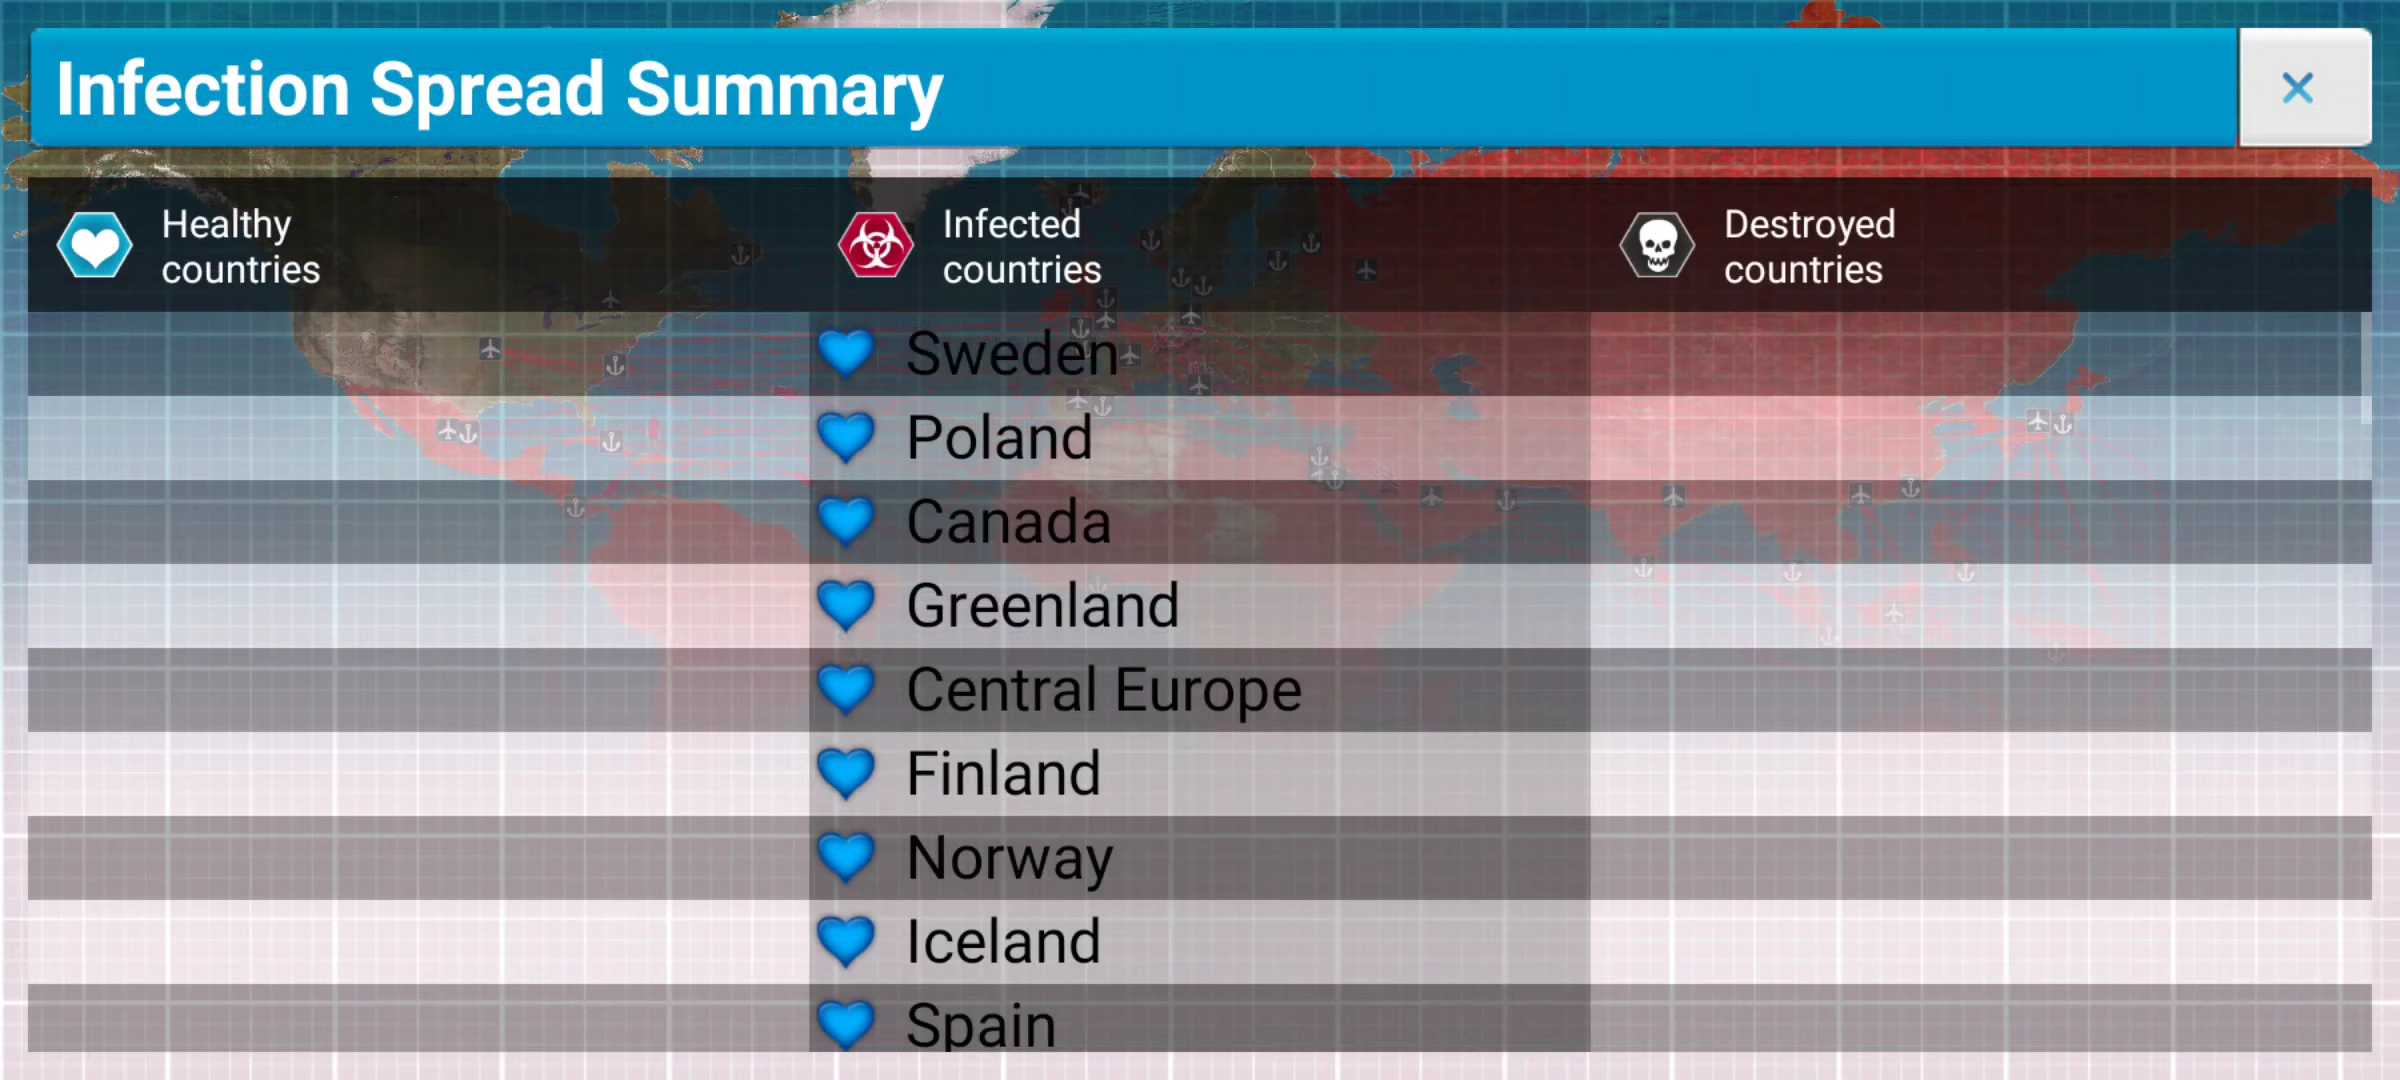 Infection Spread Summary
Healthy
countries
Infected
countries
Destroyed
countries
Sweden
Poland
Canada
Greenland
Central Europe
Finland
Norway
Iceland
Spain